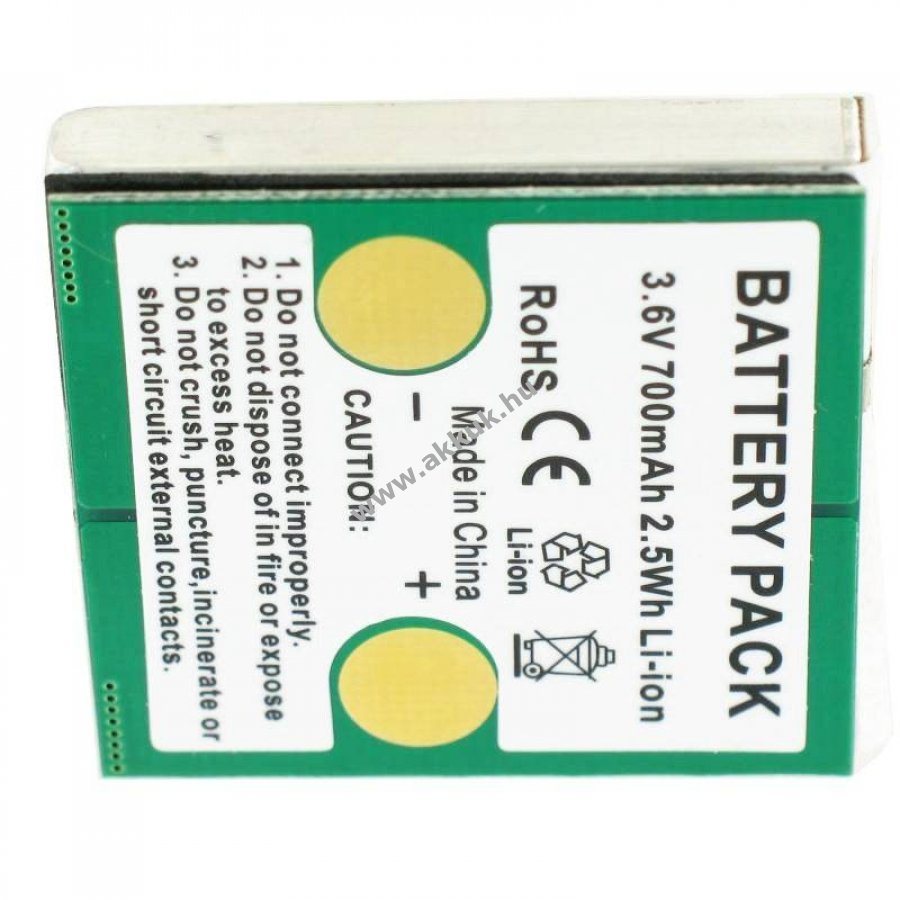 BATTERY PACK
3.6V 700mAh 2.5Wh Li-ion
RoHS CE Li-ion
Made in China
- +
CAUTION:
1. Do not connect improperly.
2. Do not dispose of in fire or expose
to excess heat.
3. Do not crush, puncture,incinerate or
short circuit external contacts.
www.akkuk.hu